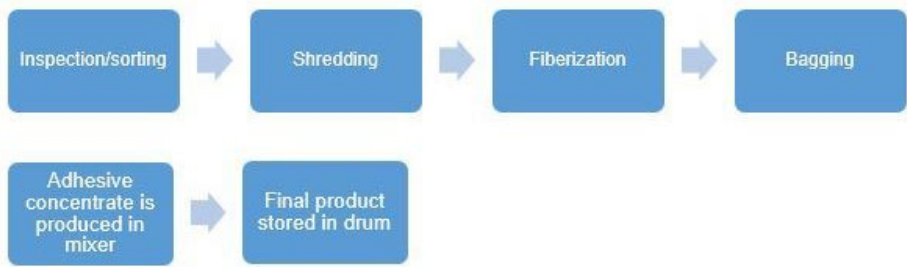 Inspection/sorting
Shredding
Fiberization
Bagging
Adhesive
concentrate is
produced in
mixer
Final product
stored in drum